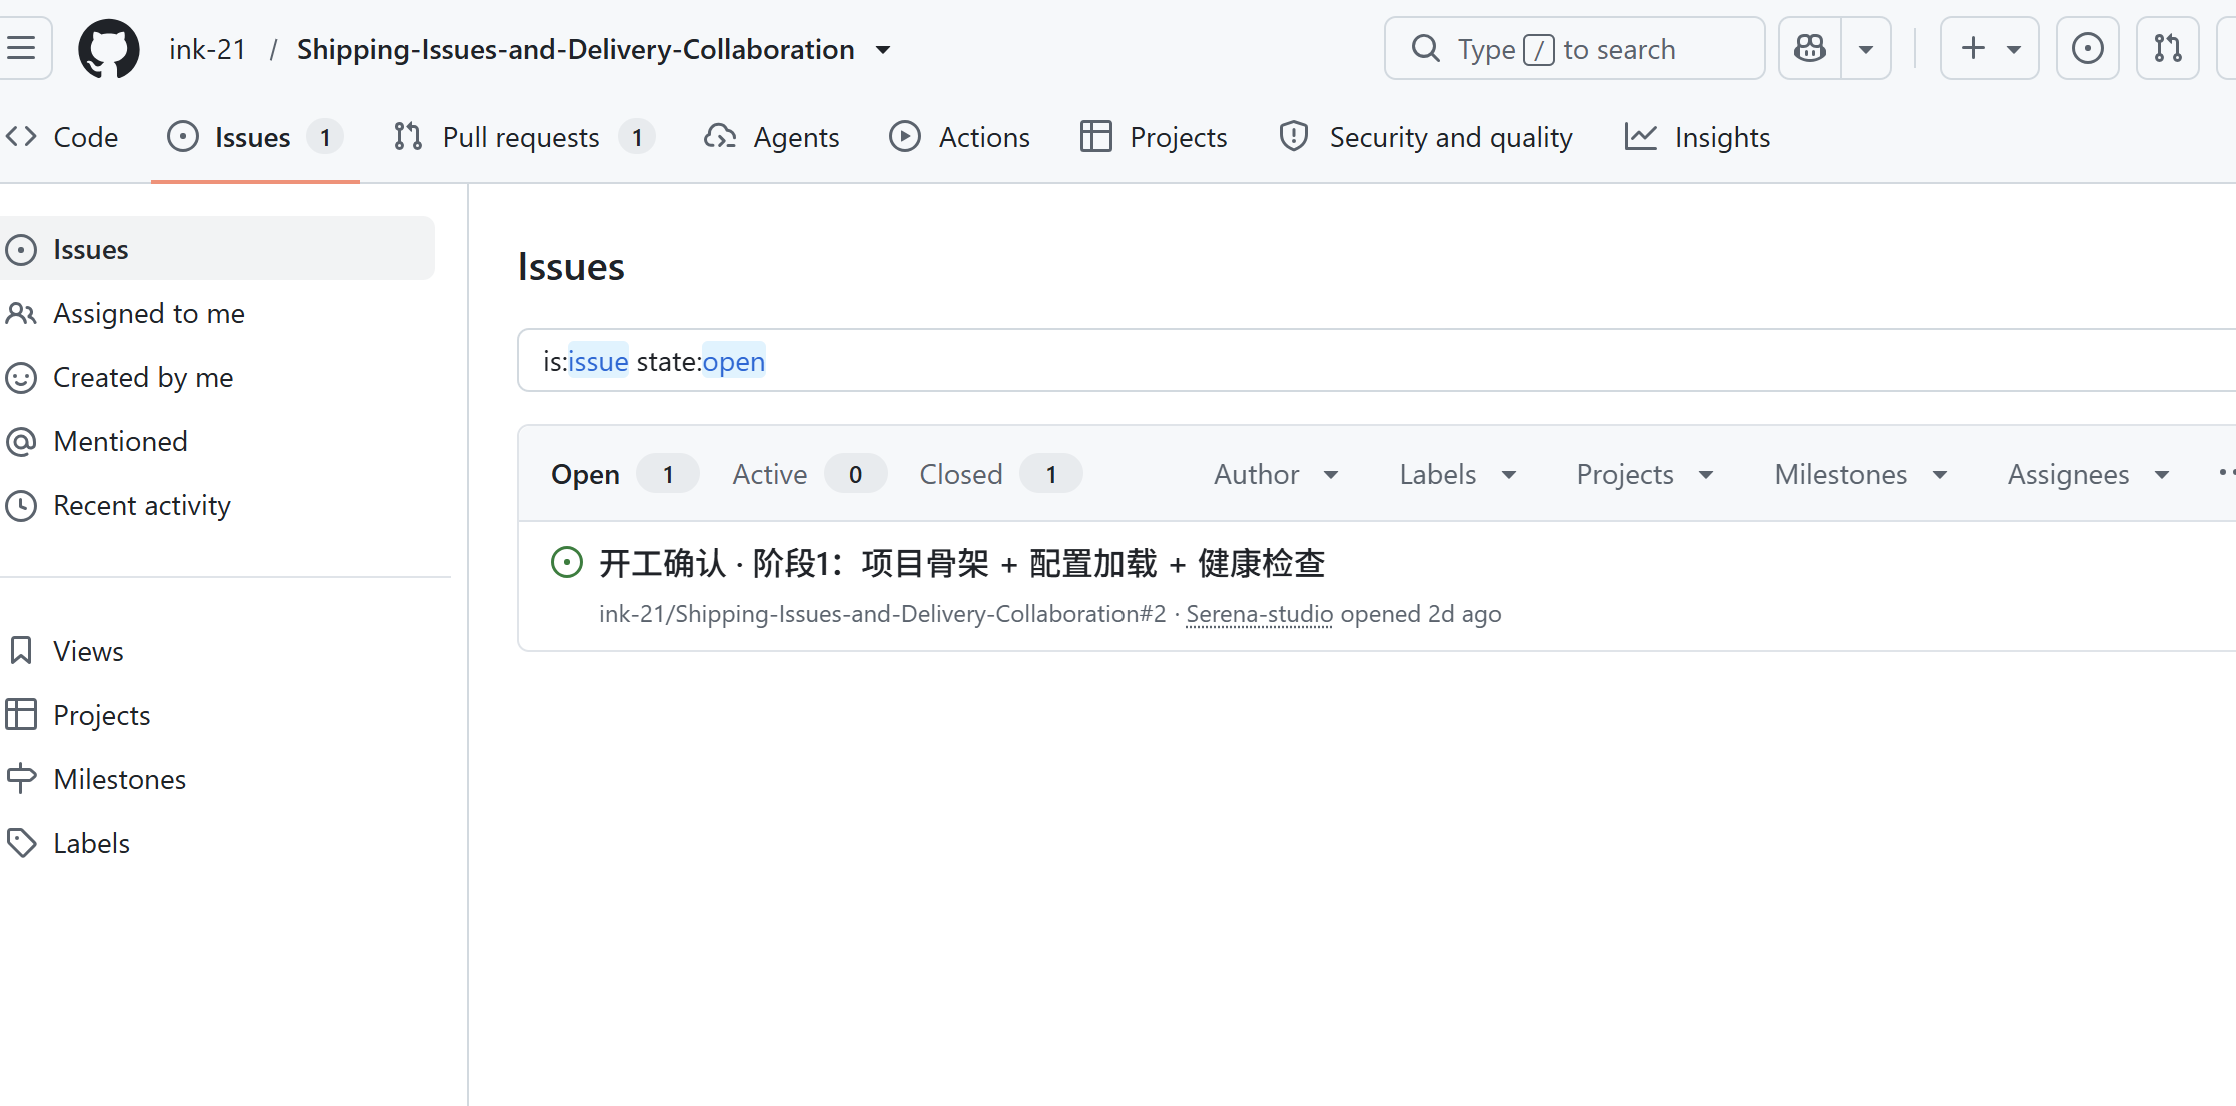 ink-21 / Shipping-Issues-and-Delivery-Collaboration
Type / to search
Code
Issues 1
Pull requests 1
Agents
Actions
Projects
Security and quality
Insights
Issues
Assigned to me
Created by me
Mentioned
Recent activity
Views
Projects
Milestones
Labels
Issues
is:issue state:open
Open 1 Active 0 Closed 1 Author Labels Projects Milestones Assignees
开工确认 · 阶段1：项目骨架 + 配置加载 + 健康检查
ink-21/Shipping-Issues-and-Delivery-Collaboration#2 · Serena-studio opened 2d ago